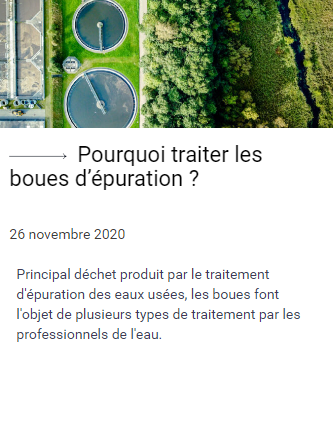 Pourquoi traiter les
boues d’épuration ?
26 novembre 2020
Principal déchet produit par le traitement
d'épuration des eaux usées, les boues font
l'objet de plusieurs types de traitement par les
professionnels de l'eau.